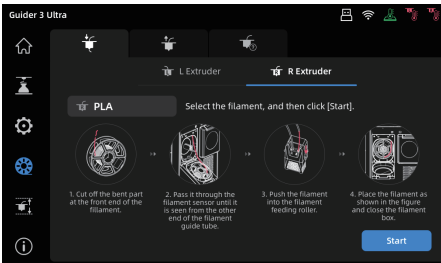 Guider 3 Ultra
L Extruder
R Extruder
PLA
Select the filament, and then click [Start].
1. Cut off the bent part
at the front end of the
fillament.
2. Pass it through the
filament sensor until it
is seen from the other
end of the filament
guide tube.
3. Push the filament
into the filament
feeding roller.
4. Place the filament as
shown in the figure
and close the filament
box.
Start